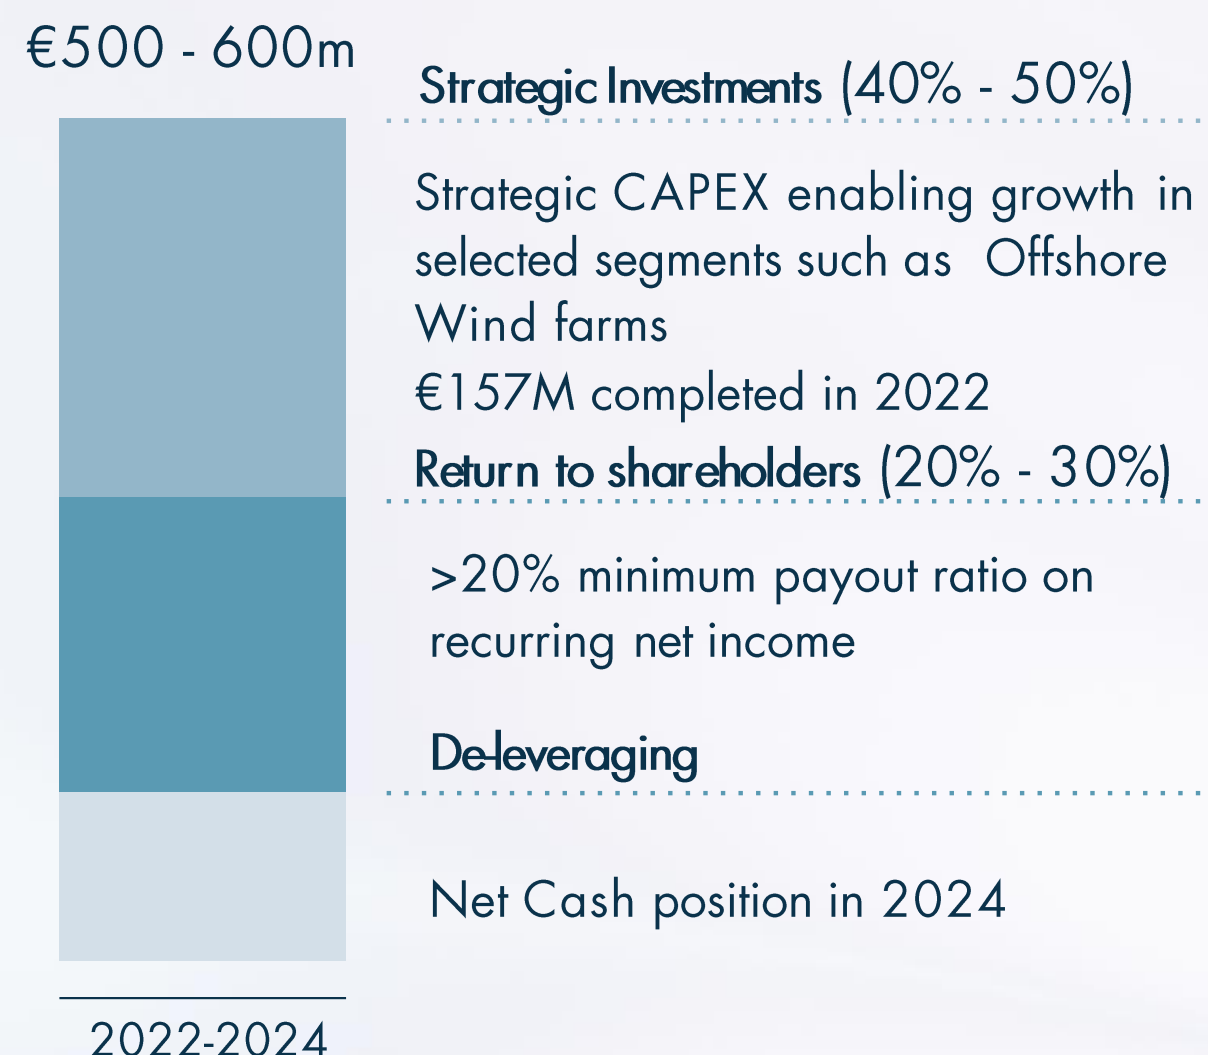 €500 - 600m
Strategic Investments (40% - 50%)
Strategic CAPEX enabling growth in
selected segments such as Offshore
Wind farms
€157M completed in 2022
Return to shareholders (20% - 30%)
>20% minimum payout ratio on
recurring net income
De-leveraging
Net Cash position in 2024
2022-2024